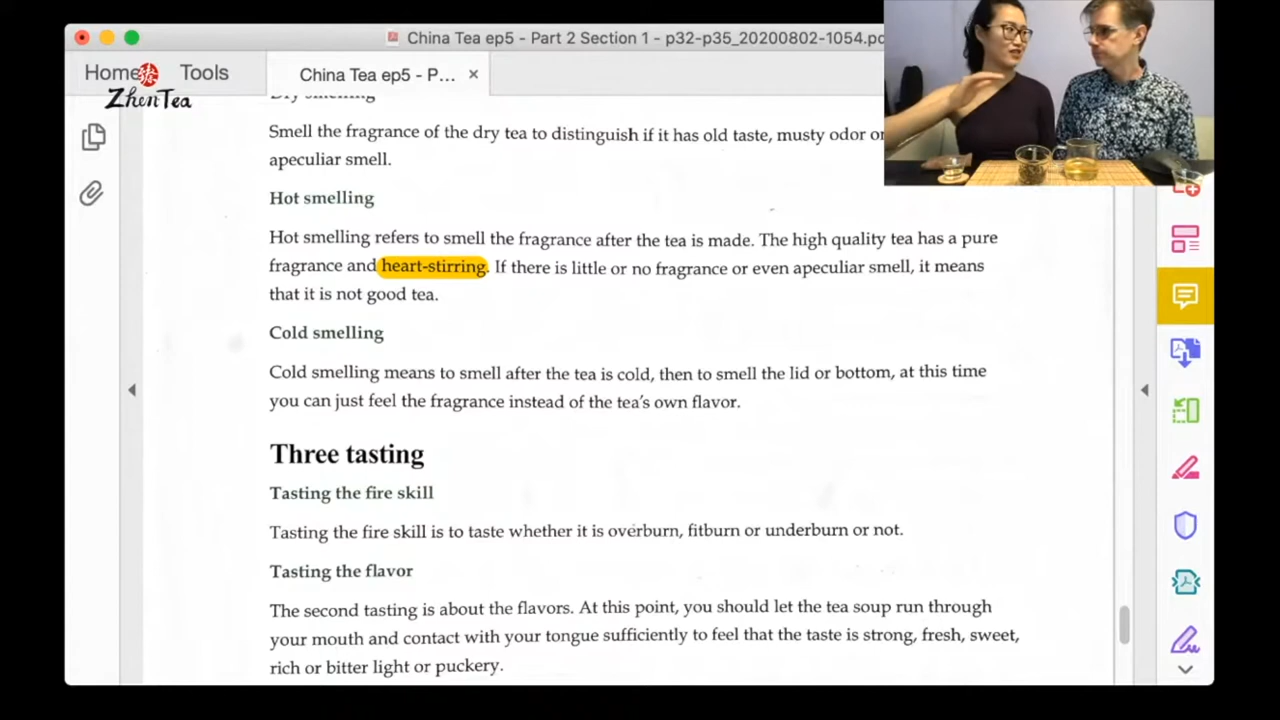 China Tea ep5 - Part 2 Section 1 - p32-p35_20200802-1054.pd
Home Tools China Tea ep5 - P... ×
ZhenTea
Dry smelling
Smell the fragrance of the dry tea to distinguish if it has old taste, musty odor or
apeculiar smell.
Hot smelling
Hot smelling refers to smell the fragrance after the tea is made. The high quality tea has a pure
fragrance and heart-stirring. If there is little or no fragrance or even apeculiar smell, it means
that it is not good tea.
Cold smelling
Cold smelling means to smell after the tea is cold, then to smell the lid or bottom, at this time
you can just feel the fragrance instead of the tea's own flavor.
Three tasting
Tasting the fire skill
Tasting the fire skill is to taste whether it is overburn, fitburn or underburn or not.
Tasting the flavor
The second tasting is about the flavors. At this point, you should let the tea soup run through
your mouth and contact with your tongue sufficiently to feel that the taste is strong, fresh, sweet,
rich or bitter light or puckery.